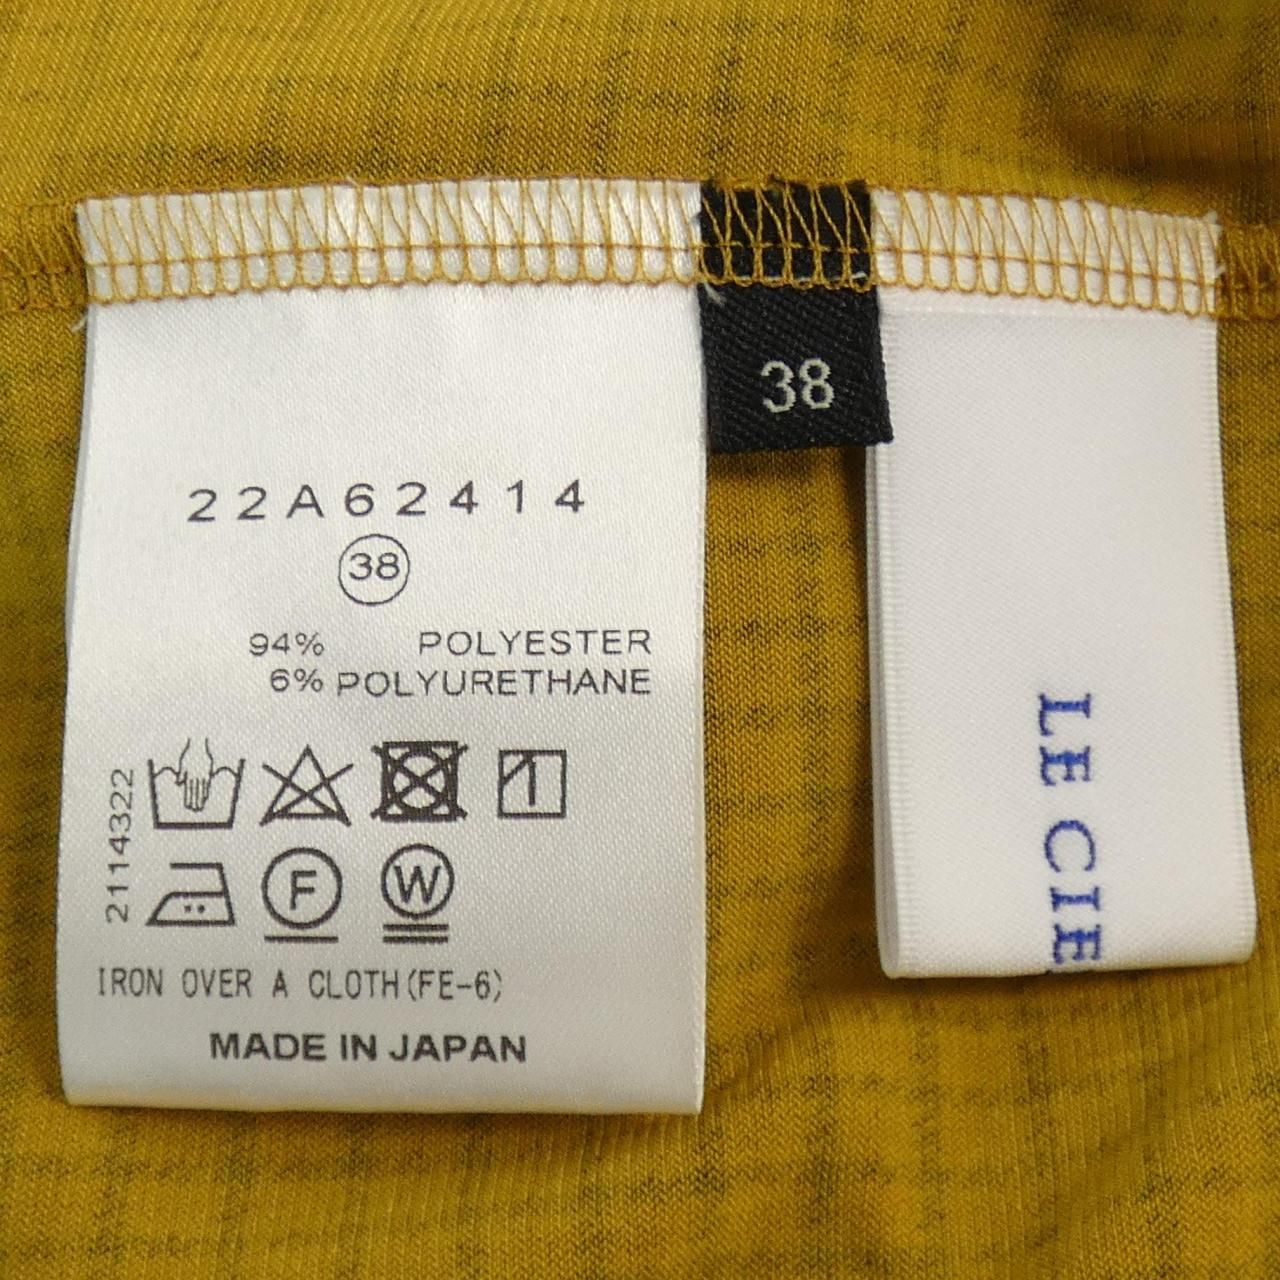 22A62414
38
94% POLYESTER
6% POLYURETHANE
2114322
F
W
IRON OVER A CLOTH(FE-6)
MADE IN JAPAN
38
LE CIE